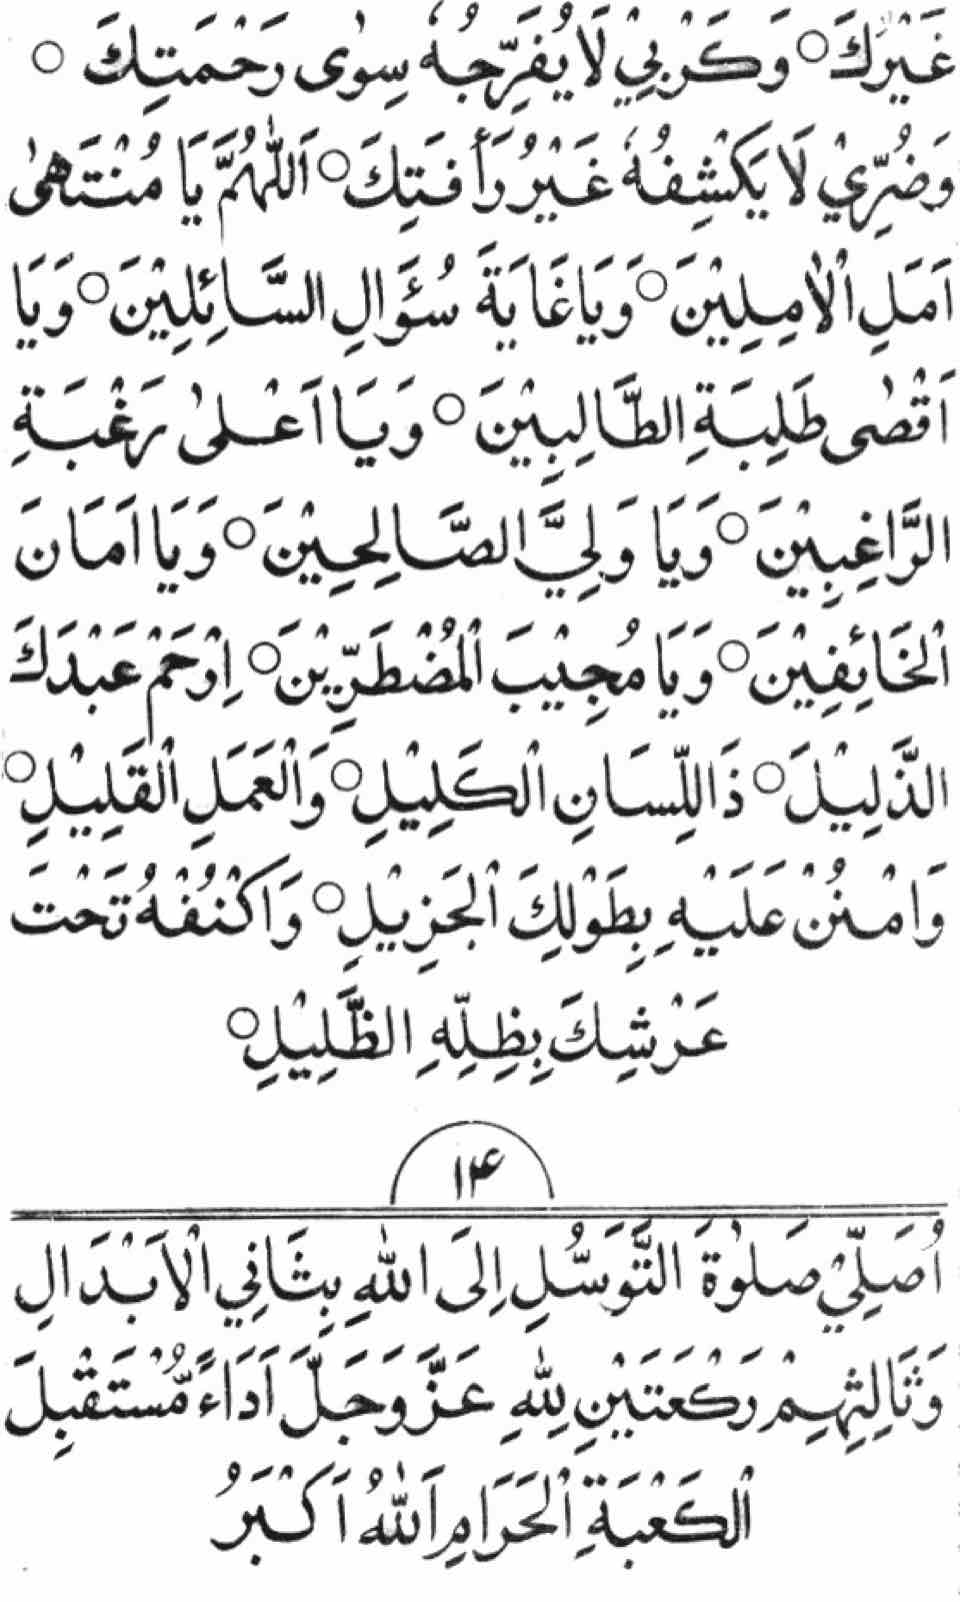 غَيْرُكَ ○ وَكَرْبِيْ لَا يُفَرِّجُهٗ سِوٰى رَحْمَتِكَ ○
وَضُرِّيْ لَا يَكْشِفُهٗ غَيْرُ رَأْفَتِكَ ○ اَللّٰهُمَّ يَا مُنْتَهٰى
اَمَلِ الْاٰمِلِيْنَ ○ وَيَا غَايَةَ سُؤَالِ السَّائِلِيْنَ ○ وَيَا
اَقْصٰى طَلِبَةِ الطَّالِبِيْنَ ○ وَيَا اَعْلٰى رَغْبَةِ
الرَّاغِبِيْنَ ○ وَيَا وَلِيَّ الصَّالِحِيْنَ ○ وَيَا اَمَانَ
الْخَائِفِيْنَ ○ وَيَا مُجِيْبَ الْمُضْطَرِّيْنَ ○ اِرْحَمْ عَبْدَكَ
الذَّلِيْلَ ○ ذَا اللِّسَانِ الْكَلِيْلِ ○ وَالْعَمَلِ الْقَلِيْلِ ○
وَامْنُنْ عَلَيْهِ بِطَوْلِكَ الْجَزِيْلِ ○ وَاكْنُفْهُ تَحْتَ
عَرْشِكَ بِظِلِّهِ الظَّلِيْلِ ○
۱۴
اُصَلِّيْ صَلٰوةَ التَّوَسُّلِ اِلَى اللّٰهِ بِثَانِي الْاَبْدَالِ
وَثَالِثِهِمْ رَكْعَتَيْنِ لِلّٰهِ عَزَّ وَجَلَّ اَدَاءً مُّسْتَقْبِلَ
الْكَعْبَةِ الْحَرَامِ اَللّٰهُ اَكْبَرُ